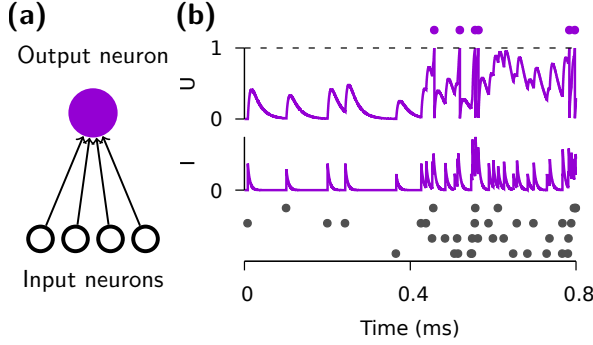 (a)
Output neuron
Input neurons
(b)
1
U
0
I
0
0
0.4
0.8
Time (ms)